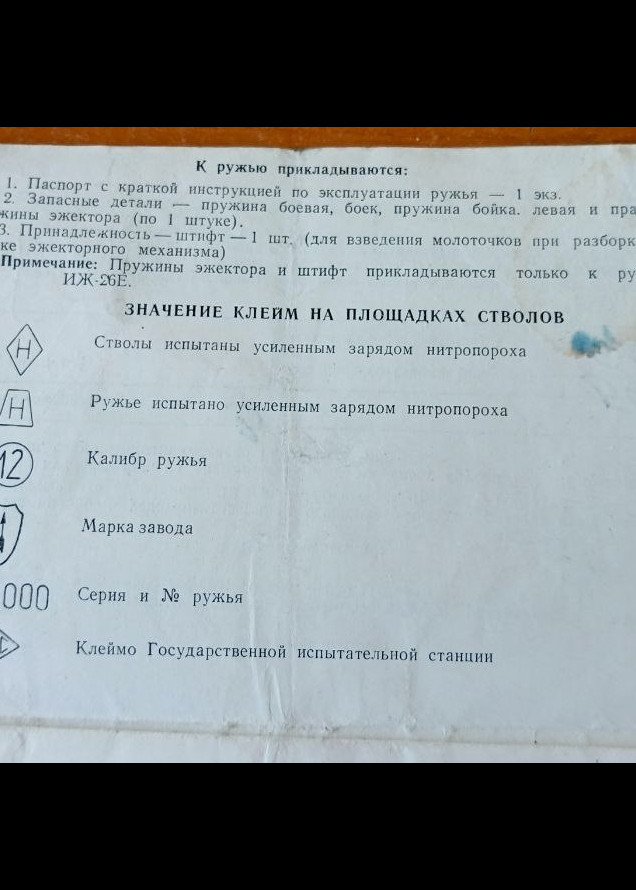 К ружью прикладываются:
1. Паспорт с краткой инструкцией по эксплуатации ружья — 1 экз.
2. Запасные детали — пружина боевая, боек, пружина бойка. левая и пра
жины эжектора (по 1 штуке).
3. Принадлежность — штифт — 1 шт. (для взведения молоточков при разборк
ке эжекторного механизма)
Примечание: Пружины эжектора и штифт прикладываются только к ру
ИЖ-26Е.
ЗНАЧЕНИЕ КЛЕЙМ НА ПЛОЩАДКАХ СТВОЛОВ
Н Стволы испытаны усиленным зарядом нитропороха
Н Ружье испытано усиленным зарядом нитропороха
12 Калибр ружья
Марка завода
000 Серия и № ружья
С Клеймо Государственной испытательной станции